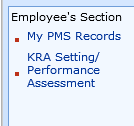 Employee's Section
My PMS Records
KRA Setting/
Performance
Assessment